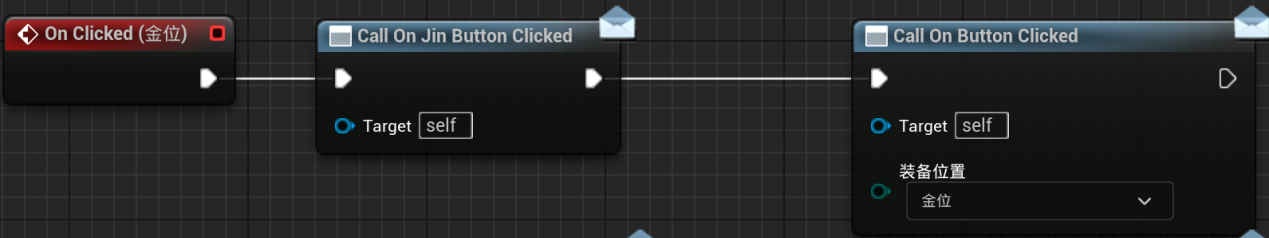 On Clicked (金位)
Call On Jin Button Clicked
Target self
Call On Button Clicked
Target self
装备位置
金位